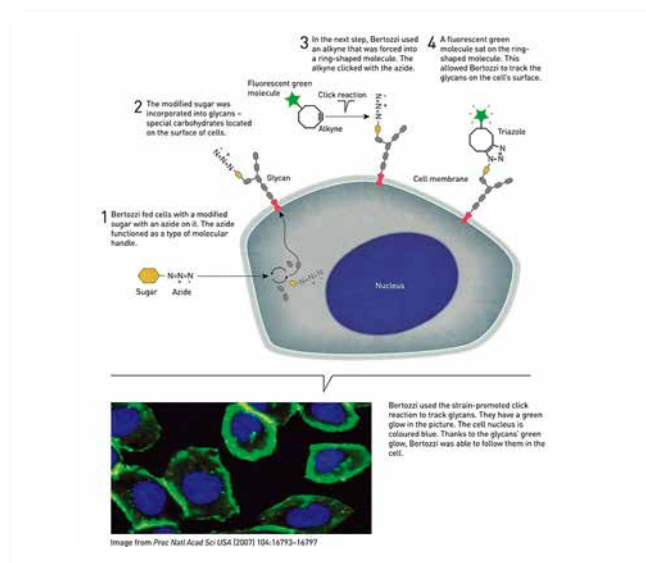 1 Bertozzi fed cells with a modified
sugar with an azide on it. The azide
functioned as a type of molecular
handle.
Sugar
Azide
N=N=N
+ -
2 The modified sugar was
incorporated into glycans –
special carbohydrates located
on the surface of cells.
N=N=N
Glycan
N=N=N
3 In the next step, Bertozzi used
an alkyne that was forced into
a ring-shaped molecule. The
alkyne clicked with the azide.
Fluorescent green
molecule
Click reaction
Alkyne
N=N=N
4 A fluorescent green
molecule sat on the ring-
shaped molecule. This
allowed Bertozzi to track the
glycans on the cell's surface.
Triazole
N
N
N
Cell membrane
Nucleus
Bertozzi used the strain-promoted click
reaction to track glycans. They have a green
glow in the picture. The cell nucleus is
coloured blue. Thanks to the glycans' green
glow, Bertozzi was able to follow them in the
cell.
Image from Proc Natl Acad Sci USA (2007) 104:16793–16797